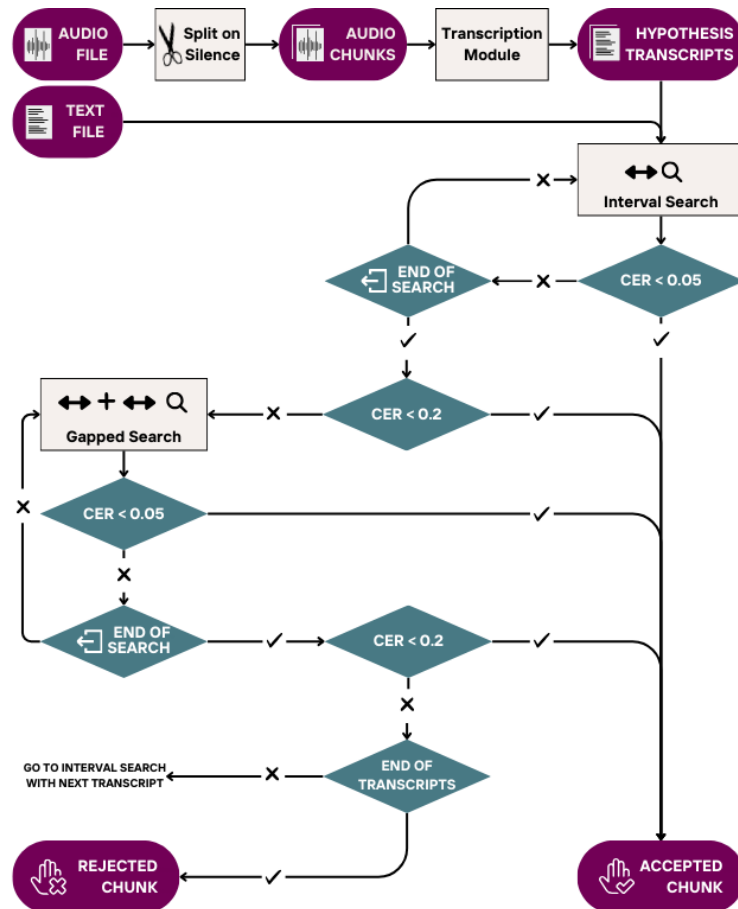 AUDIO
FILE
Split on
Silence
AUDIO
CHUNKS
Transcription
Module
HYPOTHESIS
TRANSCRIPTS
TEXT
FILE
Interval Search
END OF
SEARCH
CER < 0.05
CER < 0.2
Gapped Search
CER < 0.05
END OF
SEARCH
CER < 0.2
END OF
TRANSCRIPTS
GO TO INTERVAL SEARCH
WITH NEXT TRANSCRIPT
REJECTED
CHUNK
ACCEPTED
CHUNK